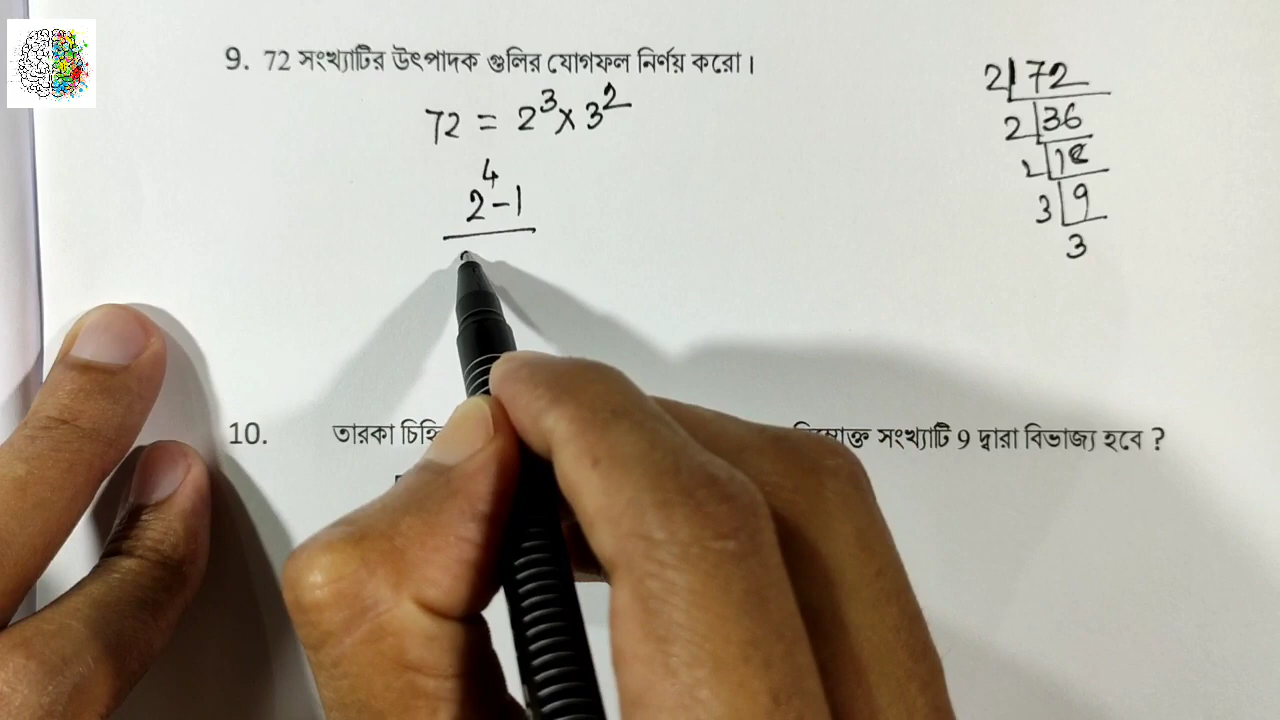 9. 72 সংখ্যাটির উৎপাদক গুলির যোগফল নির্ণয় করো।
72 = 2³ x 3²
2⁴-1
2 72
2 36
2 18
3 9
3
10. তারকা সংখ্যাটি 9 দ্বারা বিভাজ্য হবে ?